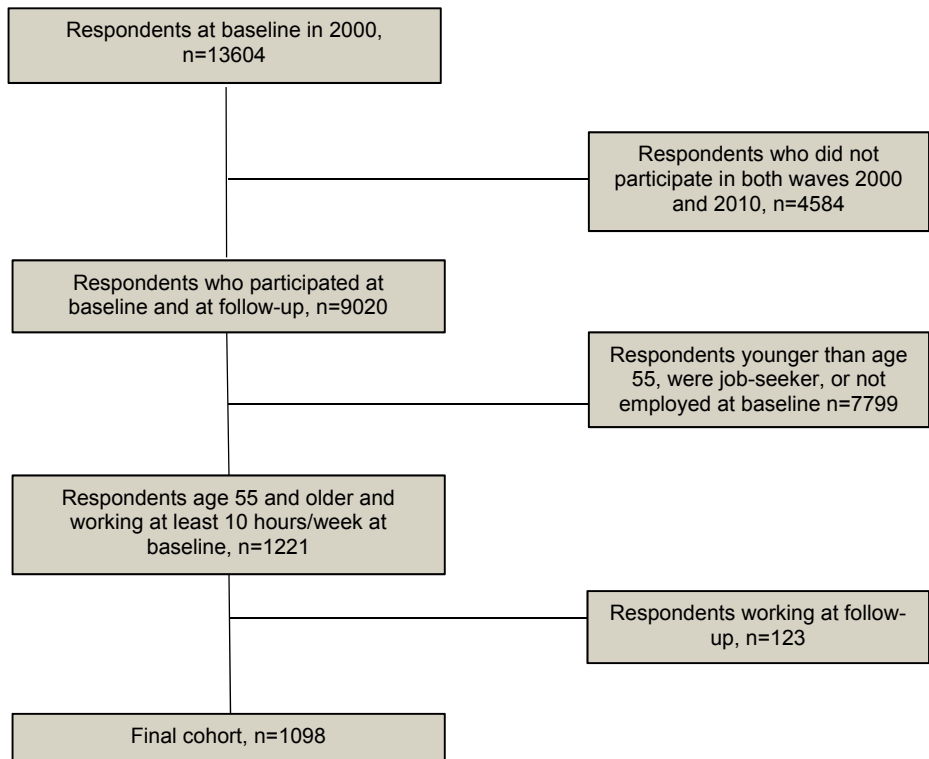 Respondents at baseline in 2000,
n=13604
Respondents who did not
participate in both waves 2000
and 2010, n=4584
Respondents who participated at
baseline and at follow-up, n=9020
Respondents younger than age
55, were job-seeker, or not
employed at baseline n=7799
Respondents age 55 and older and
working at least 10 hours/week at
baseline, n=1221
Respondents working at follow-
up, n=123
Final cohort, n=1098